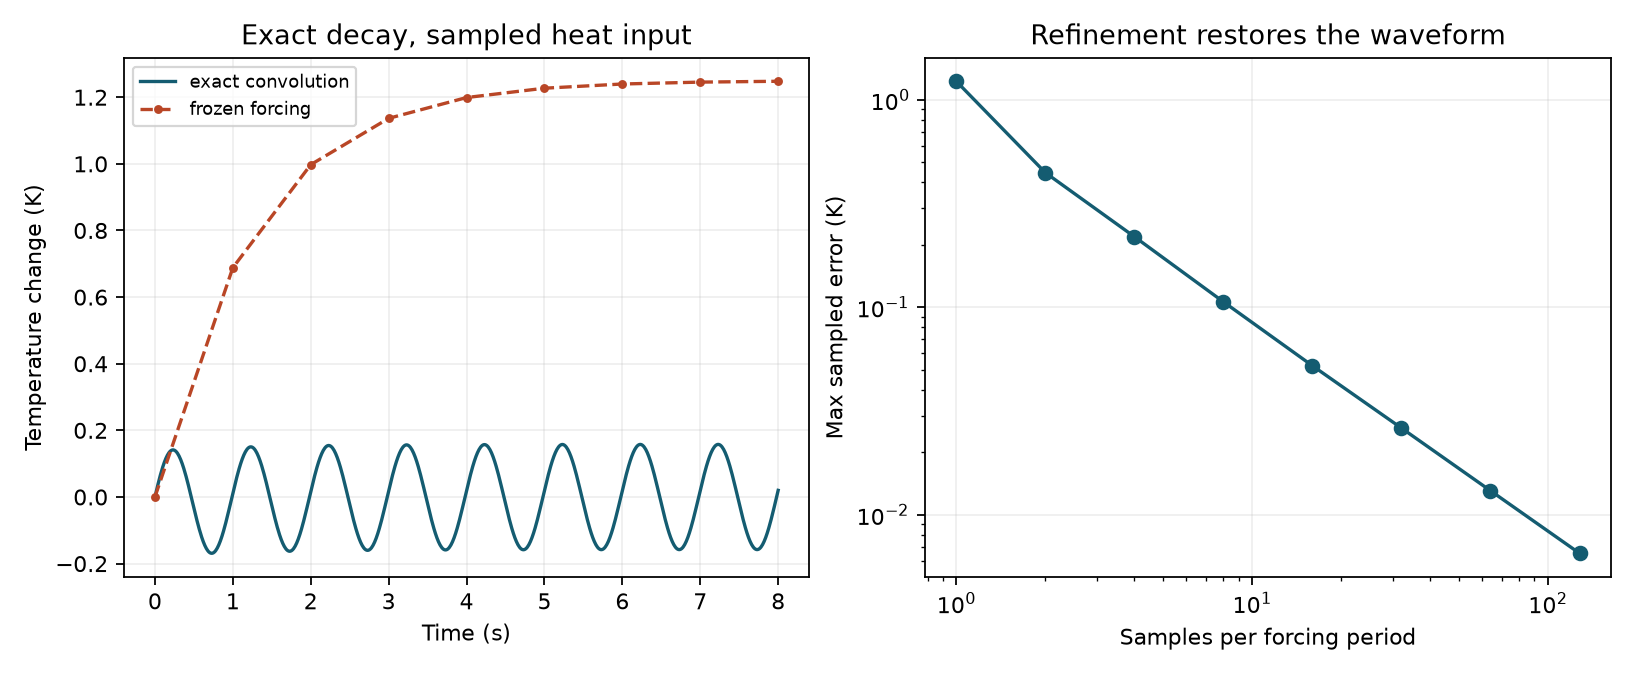 Exact decay, sampled heat input
exact convolution
frozen forcing
Temperature change (K)
1.2
1.0
0.8
0.6
0.4
0.2
0.0
−0.2
0 1 2 3 4 5 6 7 8
Time (s)
Refinement restores the waveform
Max sampled error (K)
10⁰
10⁻¹
10⁻²
10⁰ 10¹ 10²
Samples per forcing period